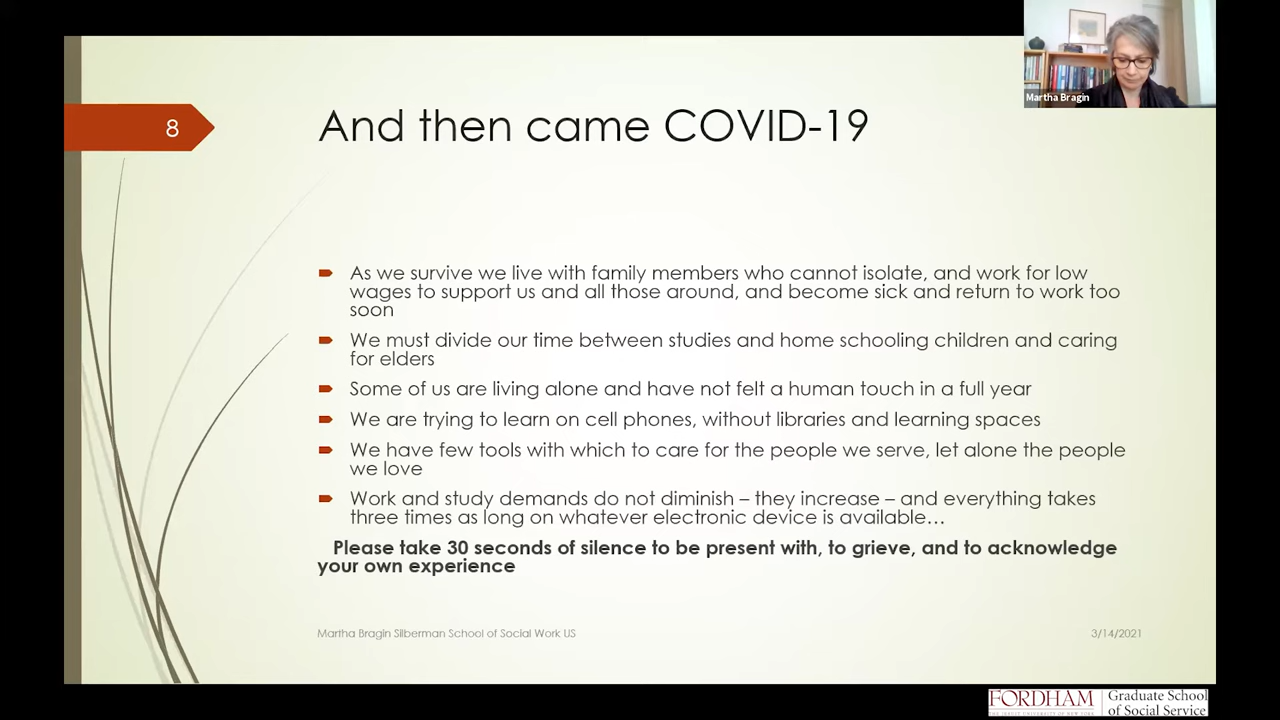 Martha Bragin
8
And then came COVID-19
As we survive we live with family members who cannot isolate, and work for low
wages to support us and all those around, and become sick and return to work too
soon
We must divide our time between studies and home schooling children and caring
for elders
Some of us are living alone and have not felt a human touch in a full year
We are trying to learn on cell phones, without libraries and learning spaces
We have few tools with which to care for the people we serve, let alone the people
we love
Work and study demands do not diminish – they increase – and everything takes
three times as long on whatever electronic device is available…
Please take 30 seconds of silence to be present with, to grieve, and to acknowledge
your own experience
Martha Bragin Silberman School of Social Work US
3/14/2021
FORDHAM
THE JESUIT UNIVERSITY OF NEW YORK
Graduate School
of Social Service